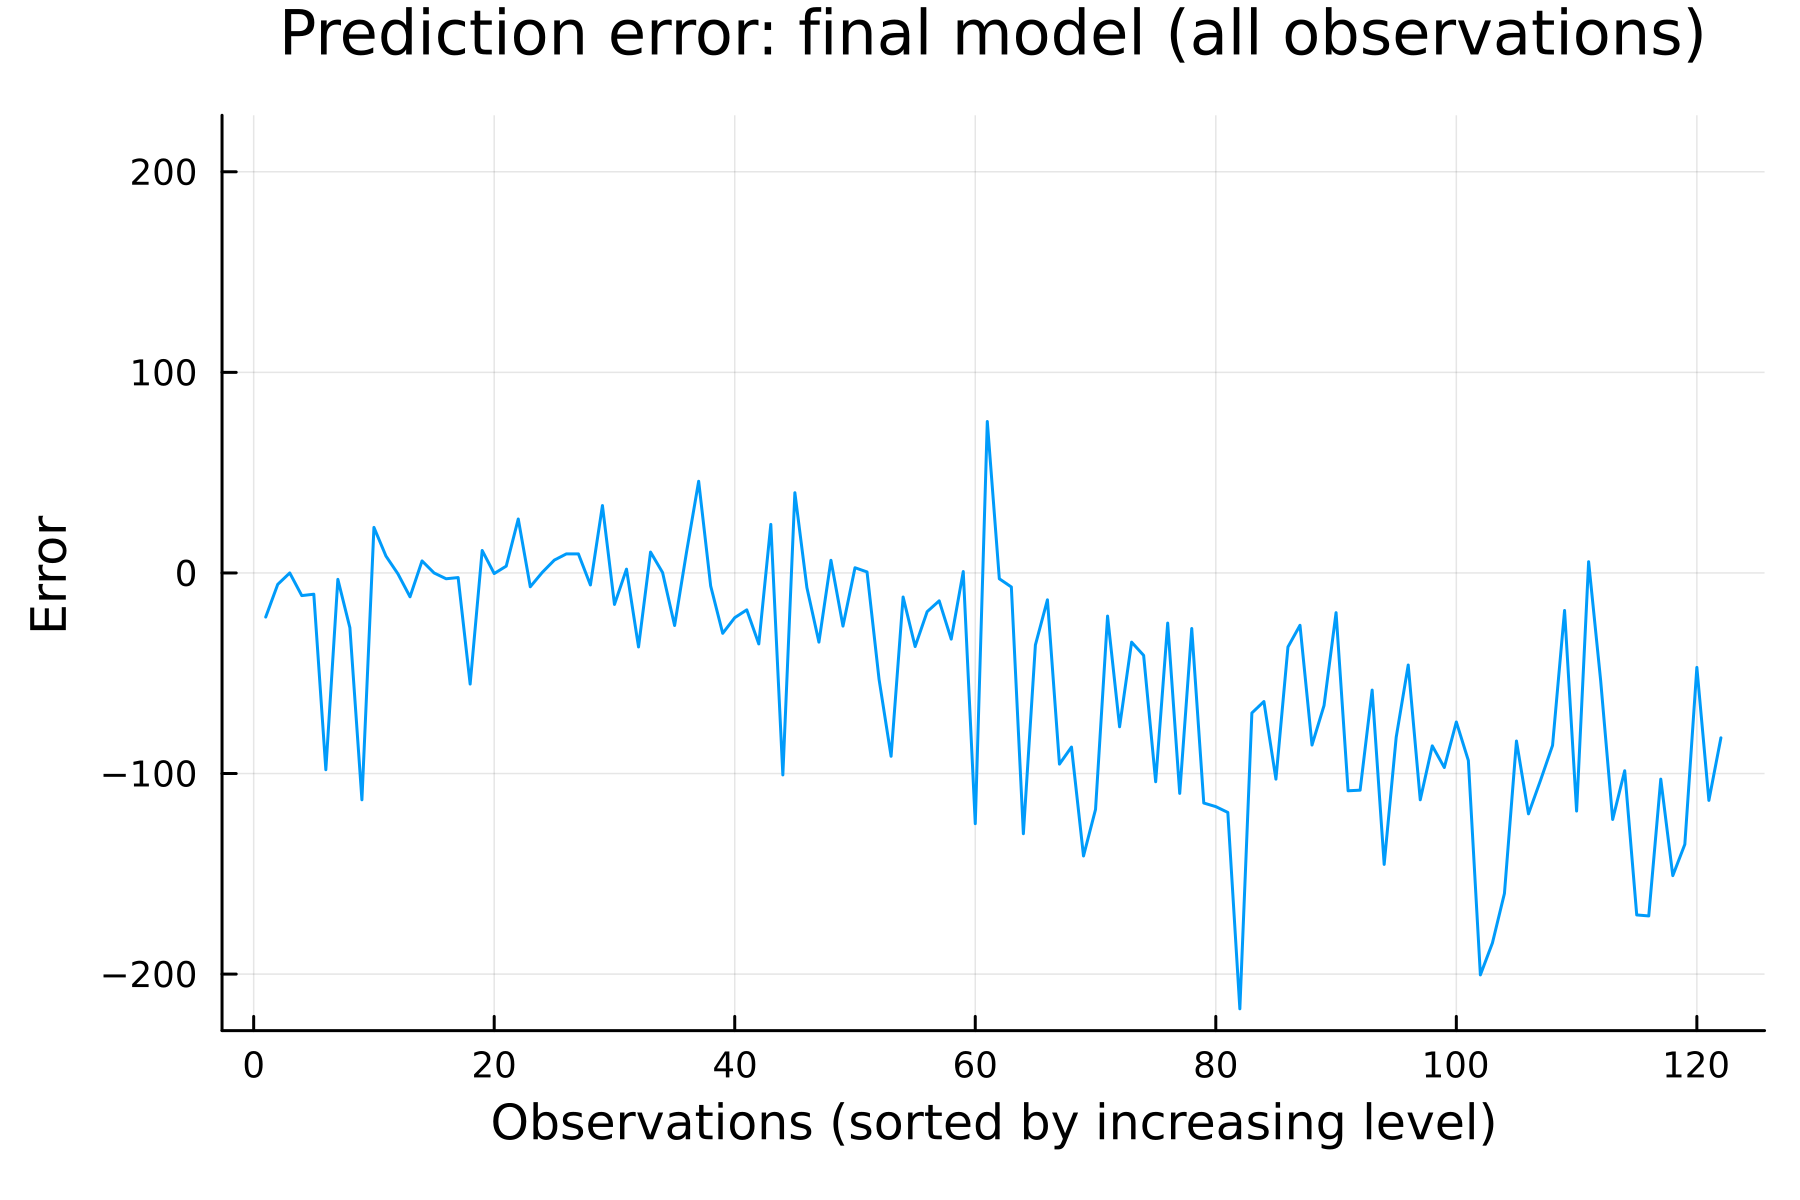 Prediction error: final model (all observations)
200
100
0
−100
−200
Error
0 20 40 60 80 100 120
Observations (sorted by increasing level)